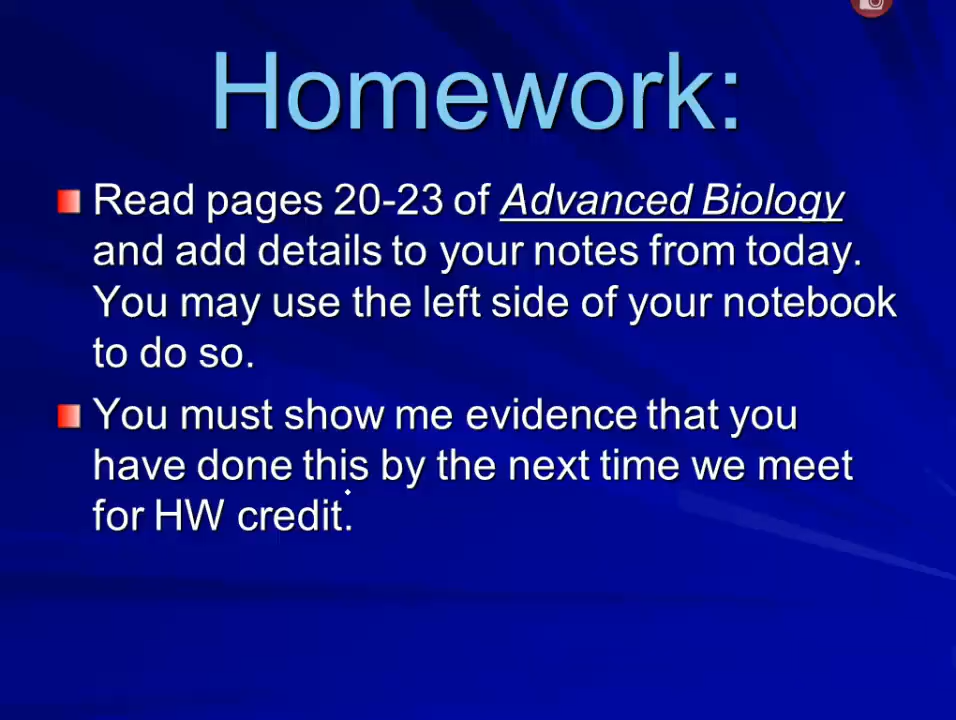 Homework:
Read pages 20-23 of Advanced Biology
and add details to your notes from today.
You may use the left side of your notebook
to do so.
You must show me evidence that you
have done this by the next time we meet
for HW credit.